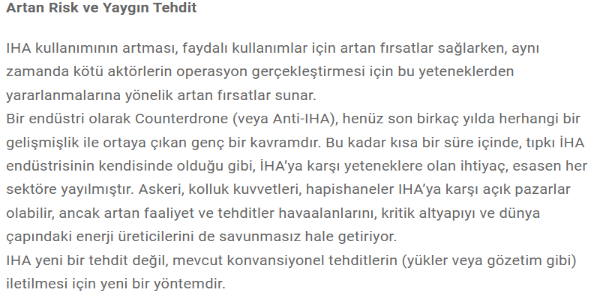 Artan Risk ve Yaygın Tehdit
IHA kullanımının artması, faydalı kullanımlar için artan fırsatlar sağlarken, aynı
zamanda kötü aktörlerin operasyon gerçekleştirmesi için bu yeteneklerden
yararlanmalarına yönelik artan fırsatlar sunar.
Bir endüstri olarak Counterdrone (veya Anti-IHA), henüz son birkaç yılda herhangi bir
gelişmişlik ile ortaya çıkan genç bir kavramdır. Bu kadar kısa bir süre içinde, tıpkı İHA
endüstrisinin kendisinde olduğu gibi, İHA'ya karşı yeteneklere olan ihtiyaç, esasen her
sektöre yayılmıştır. Askeri, kolluk kuvvetleri, hapishaneler IHA'ya karşı açık pazarlar
olabilir, ancak artan faaliyet ve tehditler havaalanlarını, kritik altyapıyı ve dünya
çapındaki enerji üreticilerini de savunmasız hale getiriyor.
IHA yeni bir tehdit değil, mevcut konvansiyonel tehditlerin (yükler veya gözetim gibi)
iletilmesi için yeni bir yöntemdir.